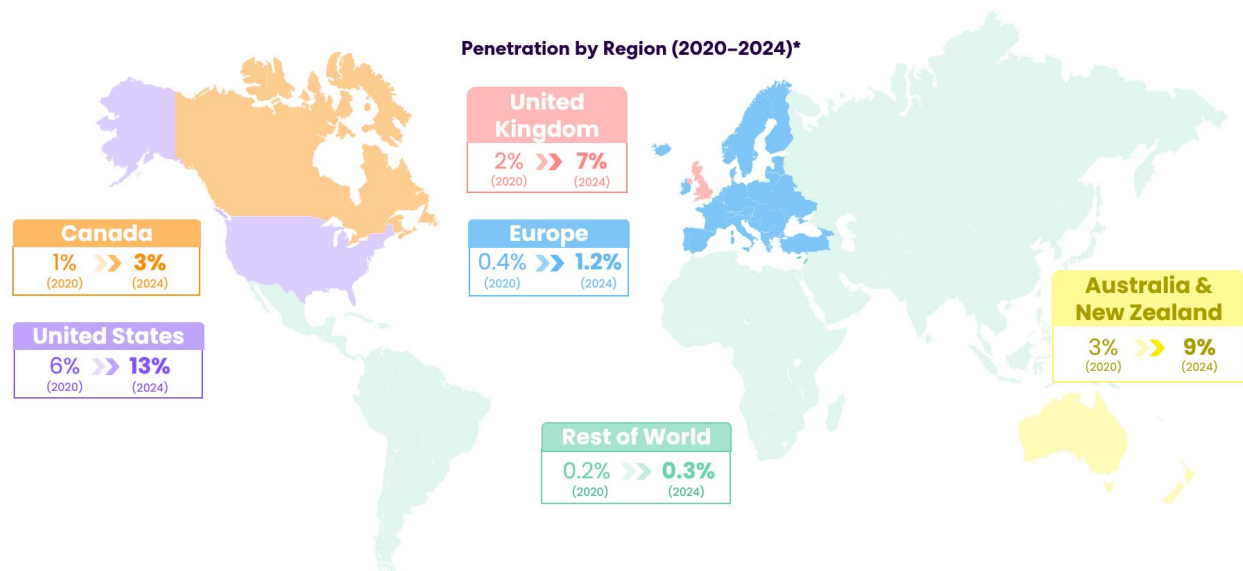 Penetration by Region (2020–2024)*
United
Kingdom
2% 7%
(2020) (2024)
Canada
1% 3%
(2020) (2024)
Europe
0.4% 1.2%
(2020) (2024)
United States
6% 13%
(2020) (2024)
Australia &
New Zealand
3% 9%
(2020) (2024)
Rest of World
0.2% 0.3%
(2020) (2024)